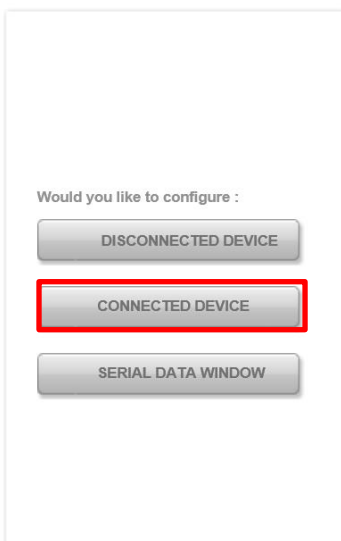 Would you like to configure :
DISCONNECTED DEVICE
CONNECTED DEVICE
SERIAL DATA WINDOW